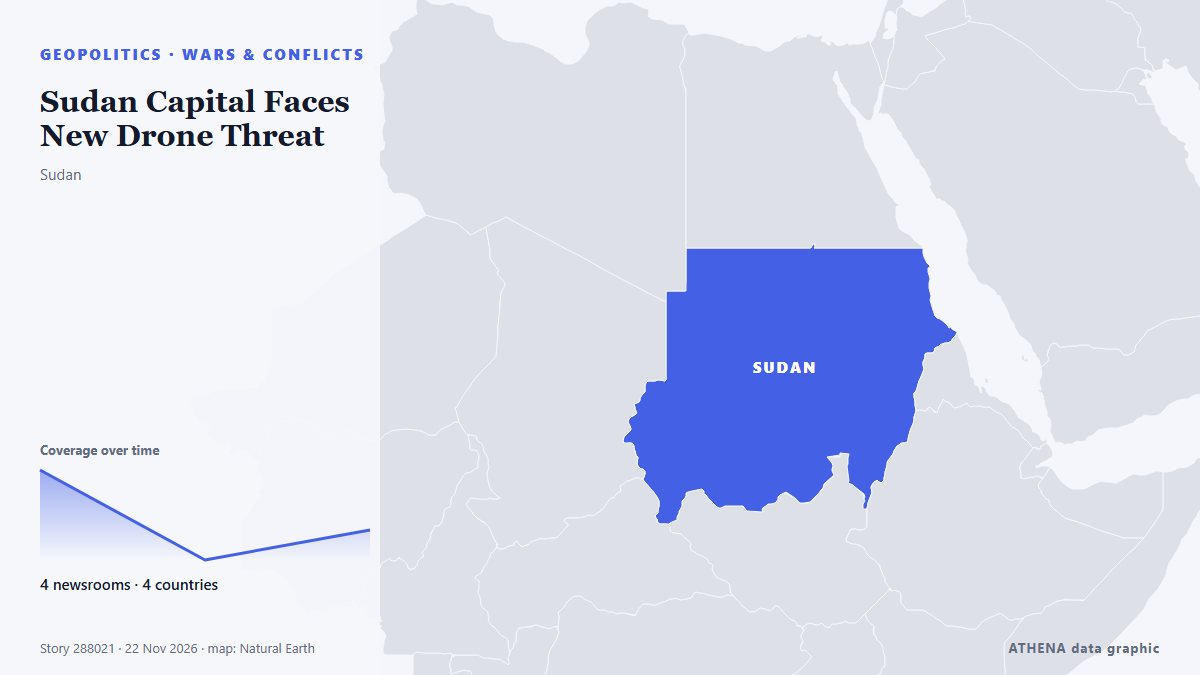 GEOPOLITICS · WARS & CONFLICTS
Sudan Capital Faces
New Drone Threat
Sudan
SUDAN
Coverage over time
4 newsrooms · 4 countries
Story 288021 · 22 Nov 2026 · map: Natural Earth
ATHENA data graphic